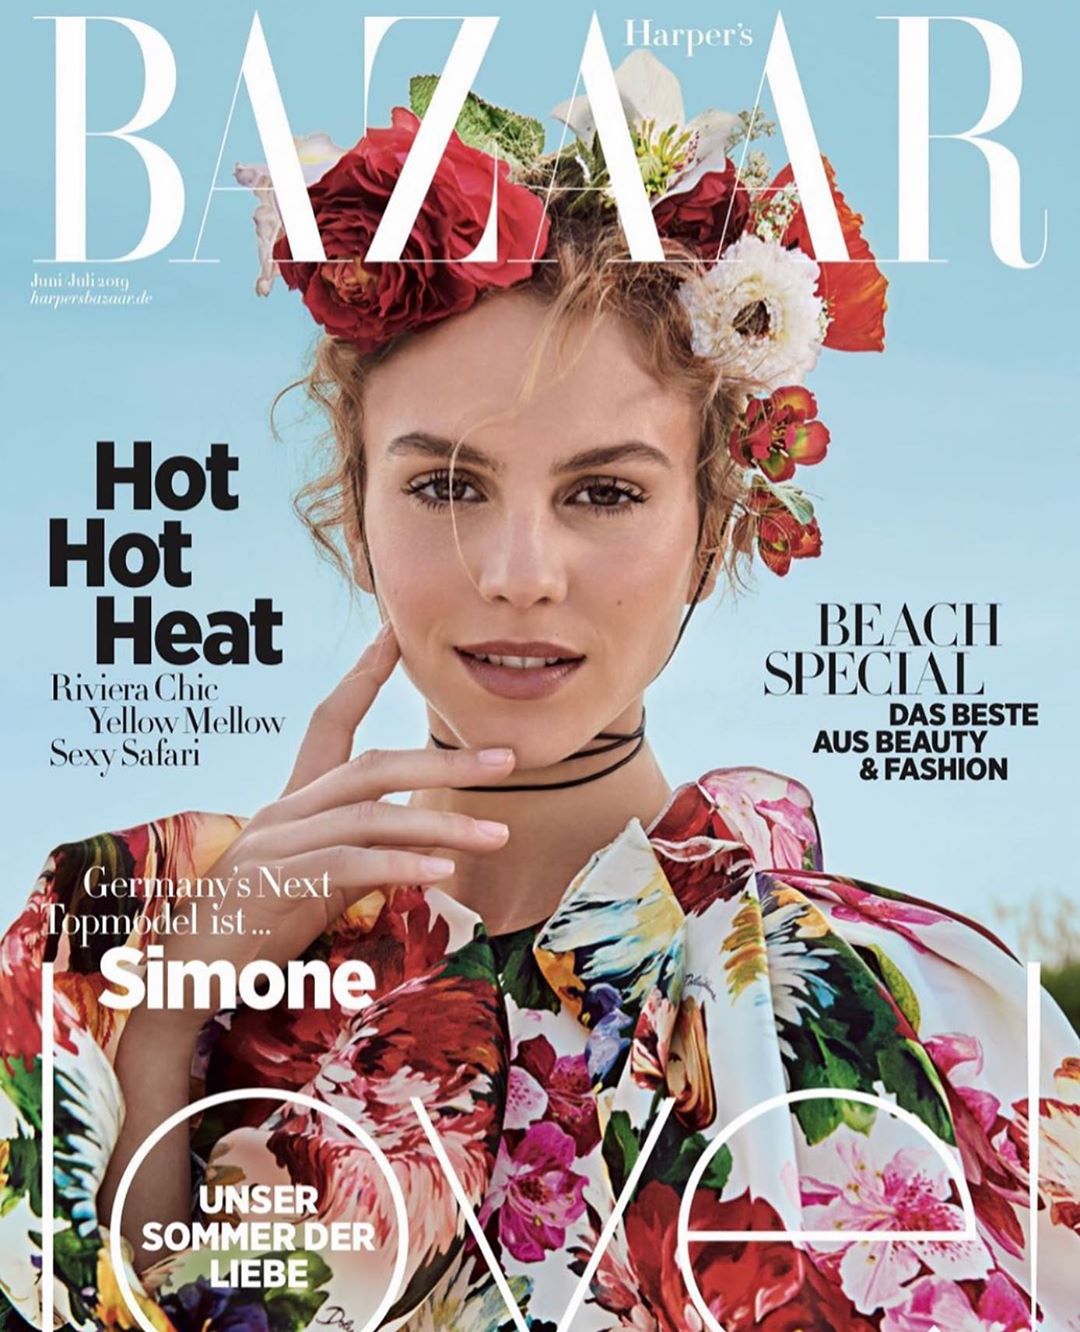 Harper's
BAZAAR
Juni/Juli 2019
harpersbazaar.de
Hot
Hot
Heat
Riviera Chic
Yellow Mellow
Sexy Safari
BEACH
SPECIAL
DAS BESTE
AUS BEAUTY
& FASHION
Germany's Next
Topmodel ist ...
Simone
love!
UNSER
SOMMER DER
LIEBE